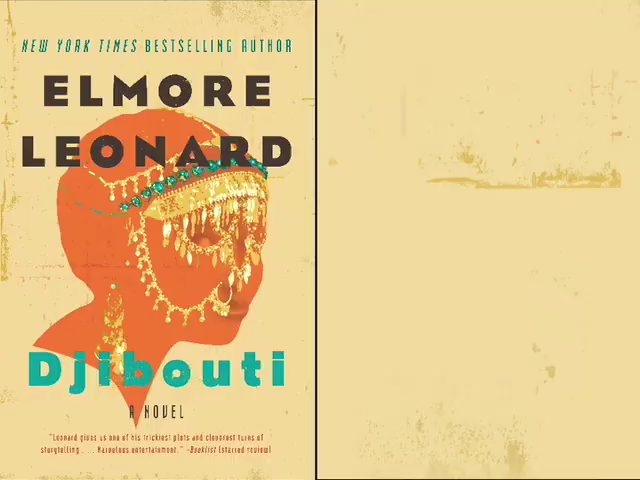 NEW YORK TIMES BESTSELLING AUTHOR
ELMORE
LEONARD
Djibouti
A NOVEL
"Leonard gives us one of his trickiest plots and cleverest turns of
storytelling . . . Marvelous entertainment." –Booklist (starred review)